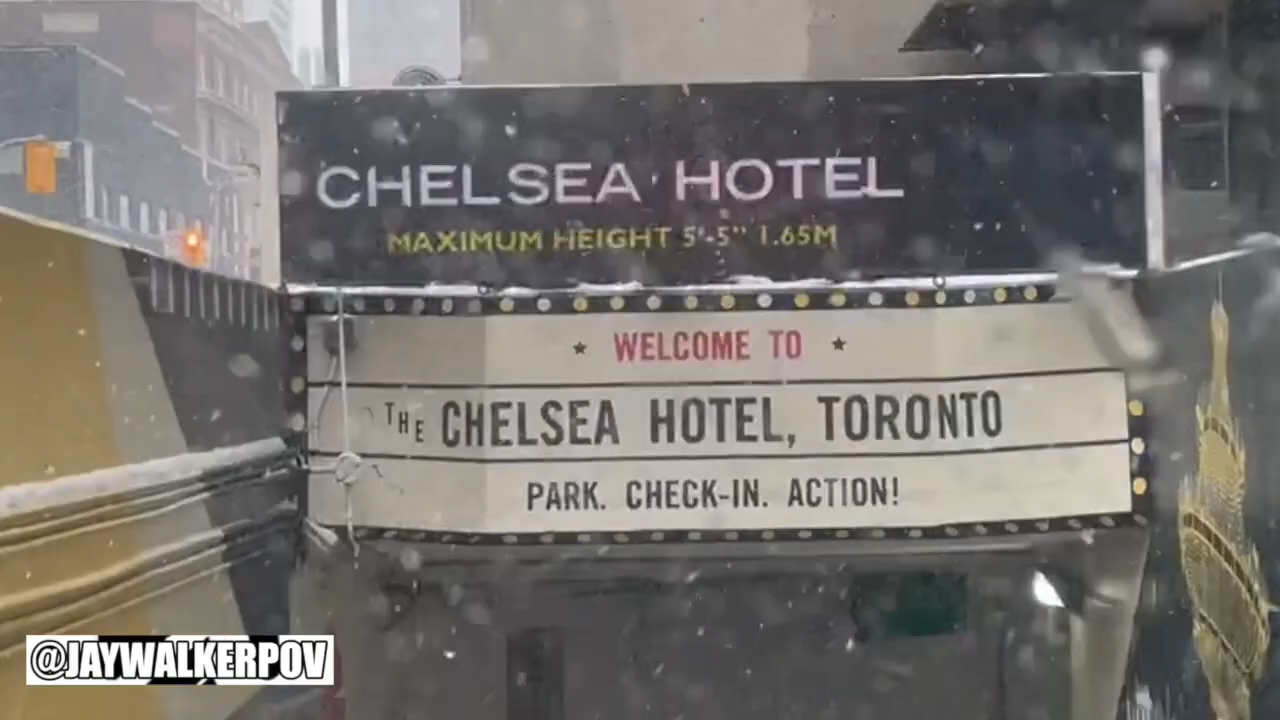 CHELSEA HOTEL
MAXIMUM HEIGHT 5'-5" 1.65M
★ WELCOME TO ★
THE CHELSEA HOTEL, TORONTO
PARK. CHECK-IN. ACTION!
@JAYWALKERPOV